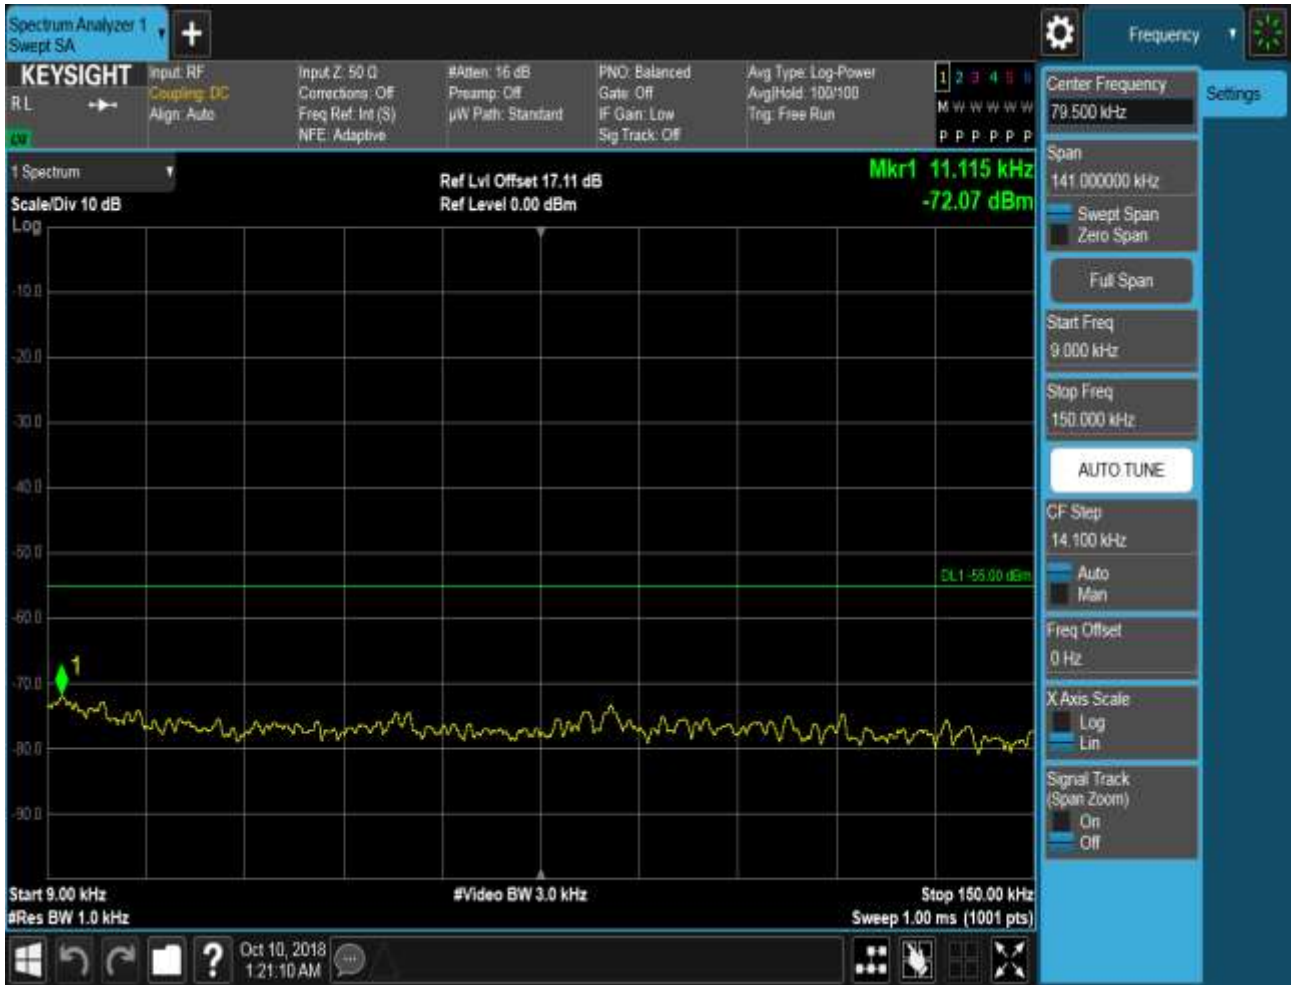 Spectrum Analyzer 1
Swept SA
+
Frequency
KEYSIGHT
RL
LXI
Input: RF
Coupling: DC
Align: Auto
Input Z: 50 Ω
Corrections: Off
Freq Ref: Int (S)
NFE: Adaptive
#Atten: 16 dB
Preamp: Off
µW Path: Standard
PNO: Balanced
Gate: Off
IF Gain: Low
Sig Track: Off
Avg Type: Log-Power
Avg|Hold: 100/100
Trig: Free Run
1 2 3 4 5 6
M W W W W W
P P P P P P
1 Spectrum
Scale/Div 10 dB
Log
Ref Lvl Offset 17.11 dB
Ref Level 0.00 dBm
Mkr1 11.115 kHz
-72.07 dBm
-10.0
-20.0
-30.0
-40.0
-50.0
DL1 -55.00 dBm
-60.0
1
-70.0
-80.0
-90.0
Start 9.00 kHz
#Video BW 3.0 kHz
Stop 150.00 kHz
#Res BW 1.0 kHz
Sweep 1.00 ms (1001 pts)
Center Frequency
79.500 kHz
Settings
Span
141.000000 kHz
Swept Span
Zero Span
Full Span
Start Freq
9.000 kHz
Stop Freq
150.000 kHz
AUTO TUNE
CF Step
14.100 kHz
Auto
Man
Freq Offset
0 Hz
X Axis Scale
Log
Lin
Signal Track
(Span Zoom)
On
Off
?
Oct 10, 2018
1:21:10 AM